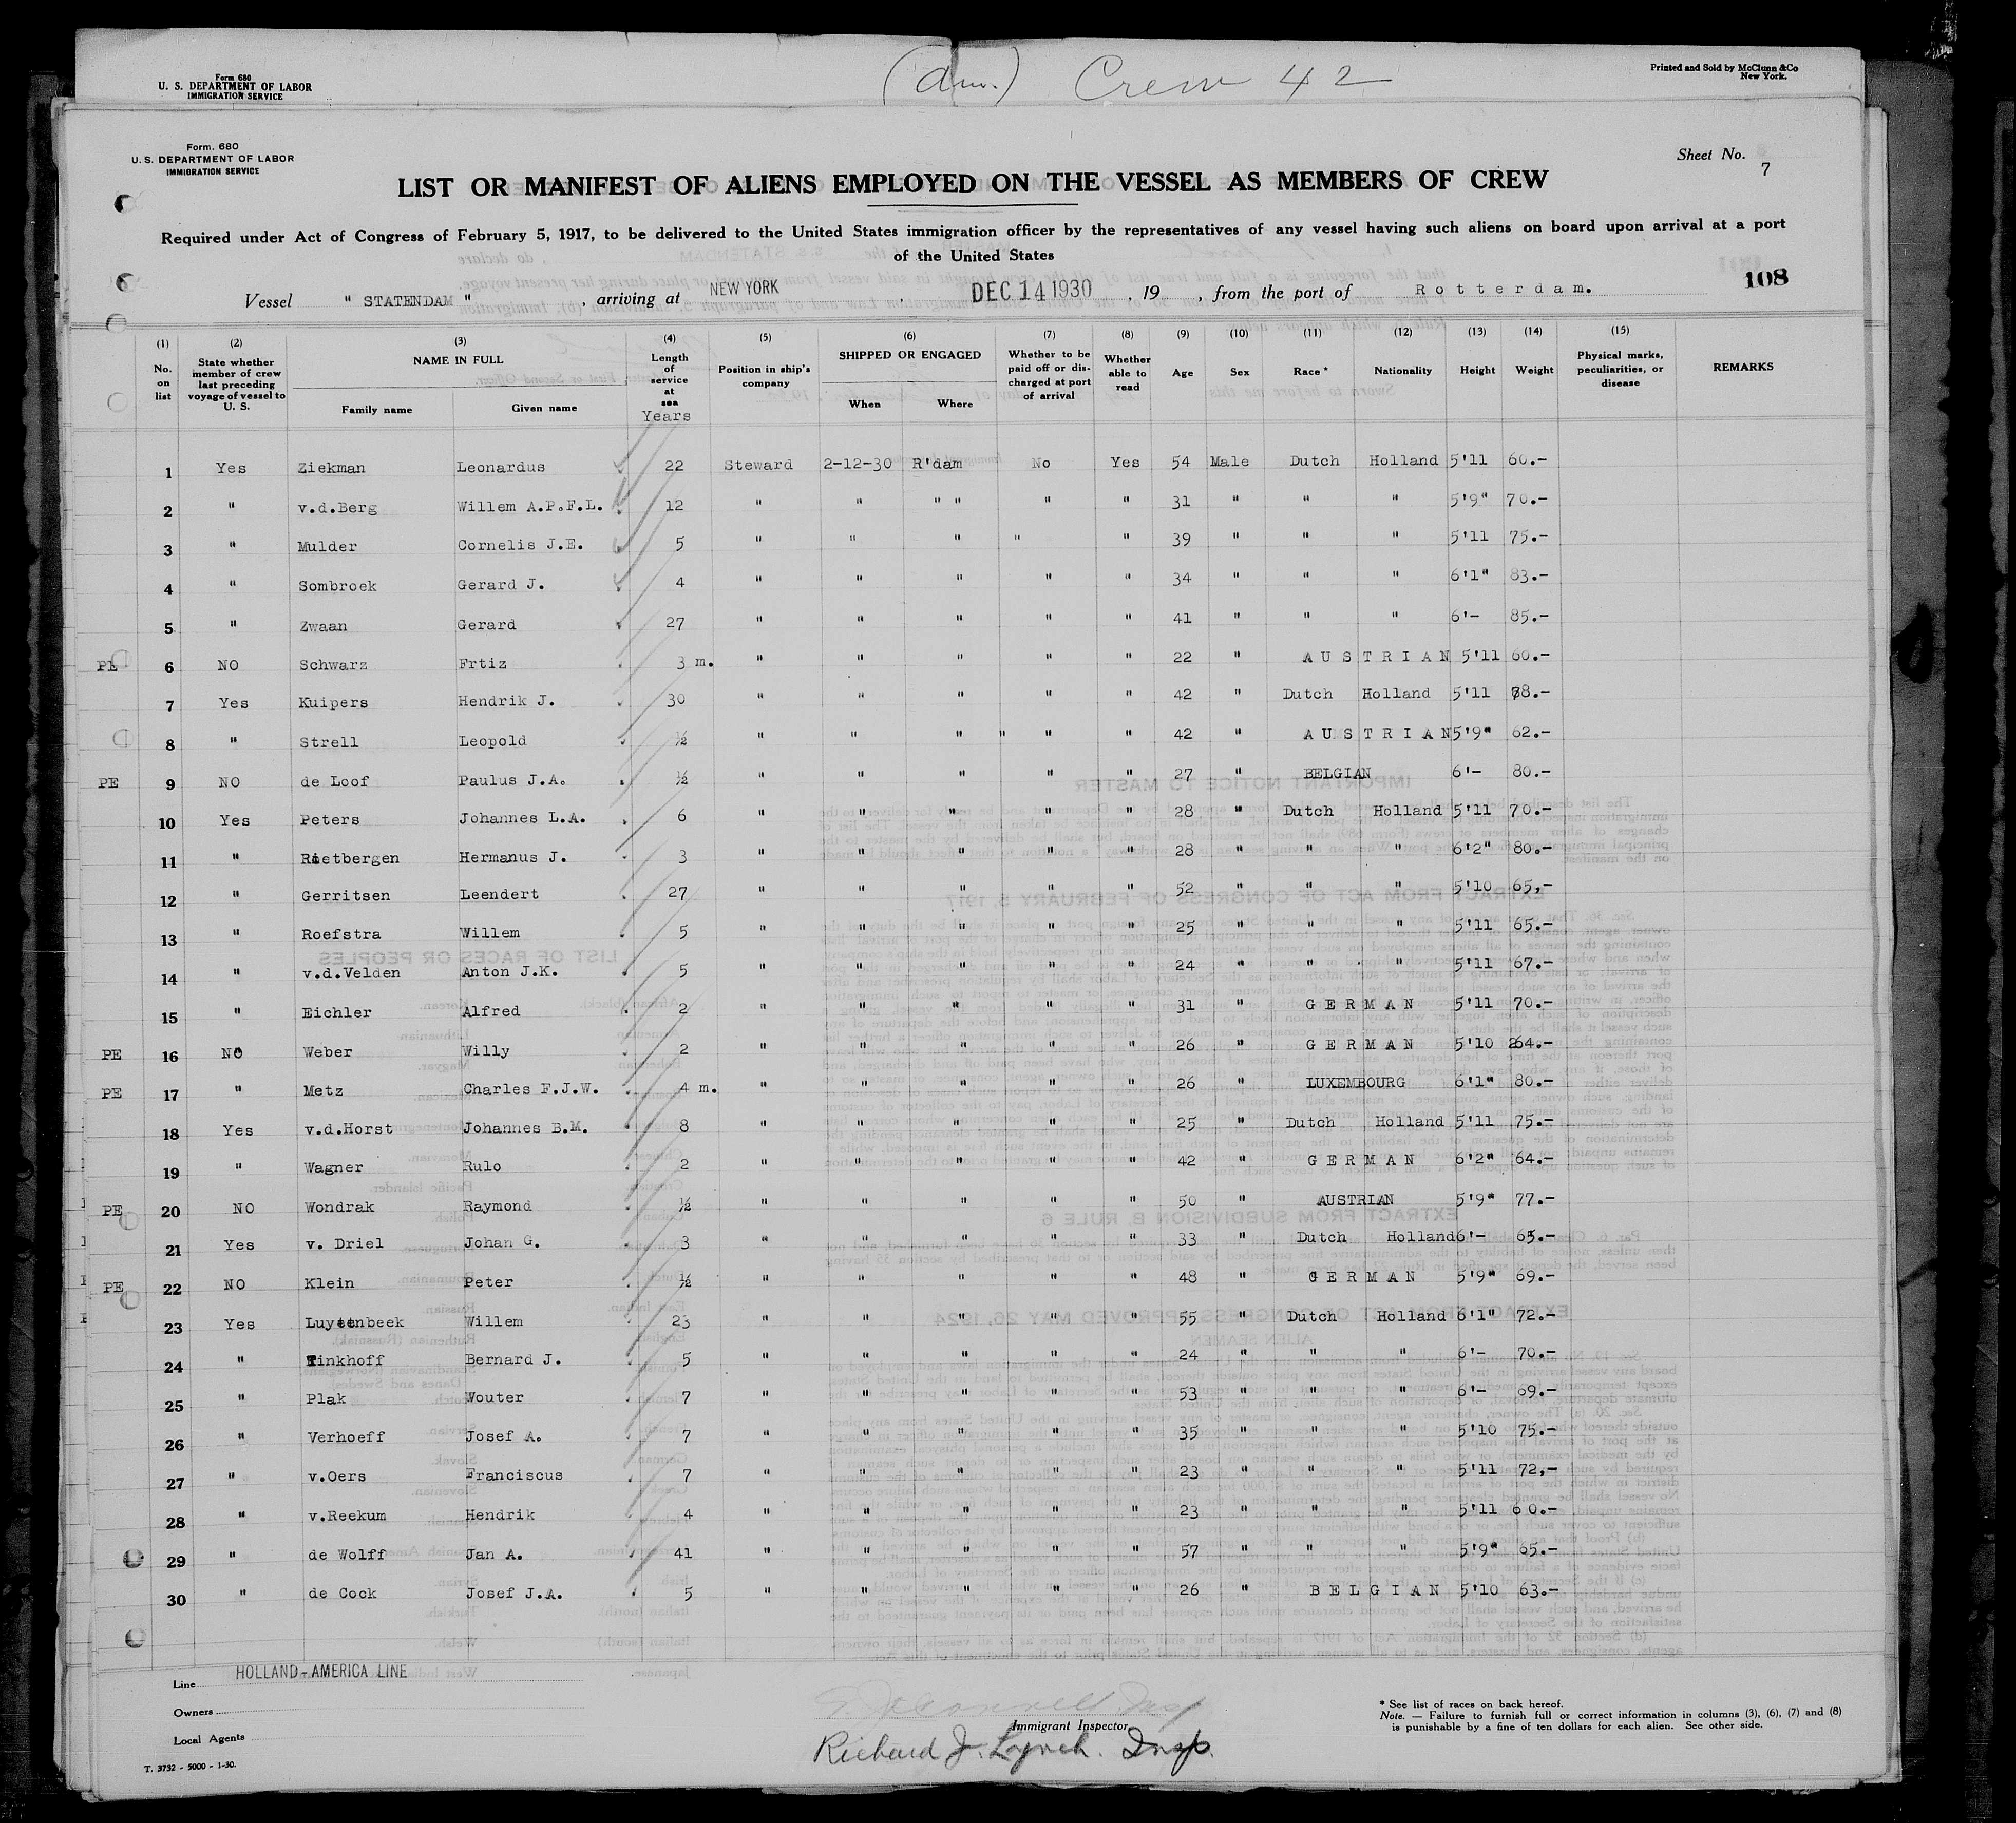 Form 680
U. S. DEPARTMENT OF LABOR
IMMIGRATION SERVICE
Crew 42
Printed and Sold by McClunn &Co
New York.
Form. 680
U. S. DEPARTMENT OF LABOR
IMMIGRATION SERVICE
Sheet No. 7
LIST OR MANIFEST OF ALIENS EMPLOYED ON THE VESSEL AS MEMBERS OF CREW
Required under Act of Congress of February 5, 1917, to be delivered to the United States immigration officer by the representatives of any vessel having such aliens on board upon arrival at a port
of the United States
108
Vessel " STATENDAM " , arriving at NEW YORK , DEC 14 1930 , 19 , from the port of Rotterdam.
(1) No. on list (2) State whether member of crew last preceding voyage of vessel to U. S. (3) NAME IN FULL Family name Given name (4) Length of service at sea Years (5) Position in ship's company (6) SHIPPED OR ENGAGED When Where (7) Whether to be paid off or discharged at port of arrival (8) Whether able to read (9) Age (10) Sex (11) Race * (12) Nationality (13) Height (14) Weight (15) Physical marks, peculiarities, or disease REMARKS
1 Yes Ziekman Leonardus 22 Steward 2-12-30 R'dam No Yes 54 Male Dutch Holland 5'11 60.-
2 " v.d.Berg Willem A.P.F.L. 12 " " " " " " 31 " " " 5'9" 70.-
3 " Mulder Cornelis J.E. 5 " " " " " 39 " " " 5'11 75.-
4 " Sombroek Gerard J. 4 " " " " " 34 " " " 6'1" 83.-
5 " Zwaan Gerard 27 " " " " " 41 " " " 6'- 85.-
PE 6 NO Schwarz Frtiz 3 m. " " " " " 22 " AUSTRIAN 5'11 60.-
7 Yes Kuipers Hendrik J. 30 " " " " " 42 " Dutch Holland 5'11 78.-
8 " Strell Leopold ½ " " " " " " 42 " AUSTRIAN 5'9" 62.-
PE 9 NO de Loof Paulus J.A. ½ " " " " " 27 " BELGIAN 6'- 80.-
10 Yes Peters Johannes L.A. 6 " " " " " 28 " Dutch Holland 5'11 70.-
11 " Rietbergen Hermanus J. 3 " " " " " 28 " " " 6'2" 80.-
12 " Gerritsen Leendert 27 " " " " " 52 " " " 5'10 65,-
13 " Roefstra Willem 5 " " " " " 25 " " " 5'11 65.-
14 " v.d.Velden Anton J.K. 5 " " " " " 24 " " " 5'11 67.-
15 " Eichler Alfred 2 " " " " " 31 " GERMAN 5'11 70.-
PE 16 NO Weber Willy 2 " " " " " 26 " GERMAN 5'10 64.-
PE 17 " Metz Charles F.J.W. 4 m. " " " " " 26 " LUXEMBOURG 6'1" 80.-
18 Yes v.d.Horst Johannes B.M. 8 " " " " " 25 " Dutch Holland 5'11 75.-
19 " Wagner Rulo 2 " " " " " 42 " GERMAN 6'2" 64.-
PE 20 NO Wondrak Raymond ½ " " " " " 50 " AUSTRIAN 5'9" 77.-
21 Yes v. Driel Johan G. 3 " " " " " 33 " Dutch Holland 6'- 65.-
PE 22 NO Klein Peter ½ " " " " " 48 " GERMAN 5'9" 69.-
23 Yes Luytenbeek Willem 23 " " " " " 55 " Dutch Holland 6'1" 72.-
24 " Tinkhoff Bernard J. 5 " " " " " 24 " " " 6'- 70.-
25 " Plak Wouter 7 " " " " " 53 " " " 6'- 69.-
26 " Verhoeff Josef A. 7 " " " " " 35 " " " 5'10 75.-
27 " v.Oers Franciscus 7 " " " " " 23 " " " 5'11 72,-
28 " v.Reekum Hendrik 4 " " " " " 23 " " " 5'11 60.-
29 " de Wolff Jan A. 41 " " " " " 57 " " " 5'9" 65.-
30 " de Cock Josef J.A. 5 " " " " " 26 " BELGIAN 5'10 63.-
Line HOLLAND-AMERICA LINE
Owners
Local Agents
T. 3732 - 5000 - 1-30.
Immigrant Inspector
Richard J. Lynch. Insp.
* See list of races on back hereof.
Note. — Failure to furnish full or correct information in columns (3), (6), (7) and (8)
is punishable by a fine of ten dollars for each alien. See other side.